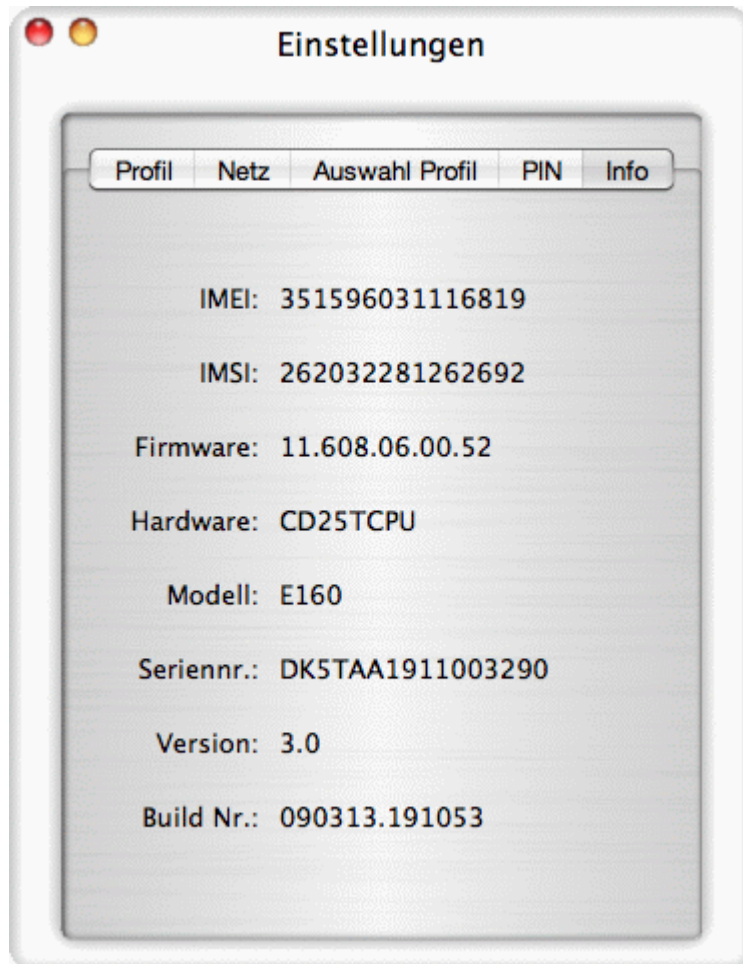 Einstellungen
Profil Netz Auswahl Profil PIN Info
IMEI: 351596031116819
IMSI: 262032281262692
Firmware: 11.608.06.00.52
Hardware: CD25TCPU
Modell: E160
Seriennr.: DK5TAA1911003290
Version: 3.0
Build Nr.: 090313.191053